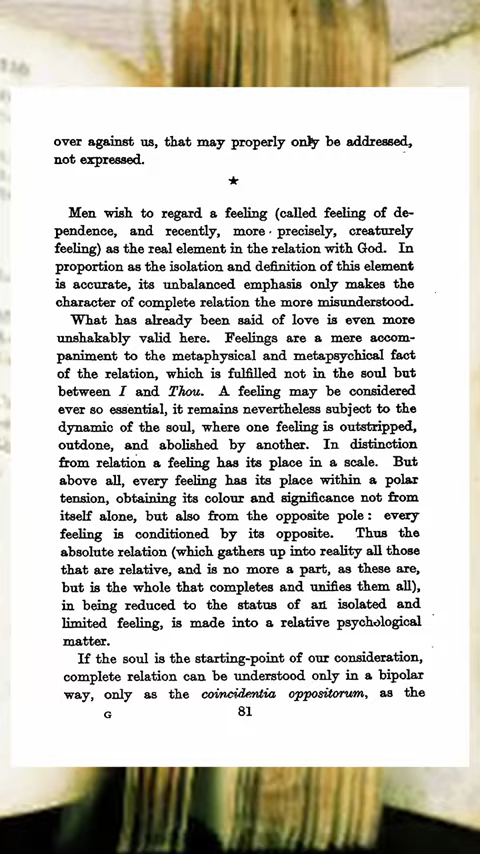 over against us, that may properly only be addressed,
not expressed.
★
Men wish to regard a feeling (called feeling of de-
pendence, and recently, more precisely, creaturely
feeling) as the real element in the relation with God. In
proportion as the isolation and definition of this element
is accurate, its unbalanced emphasis only makes the
character of complete relation the more misunderstood.
What has already been said of love is even more
unshakably valid here. Feelings are a mere accom-
paniment to the metaphysical and metapsychical fact
of the relation, which is fulfilled not in the soul but
between I and Thou. A feeling may be considered
ever so essential, it remains nevertheless subject to the
dynamic of the soul, where one feeling is outstripped,
outdone, and abolished by another. In distinction
from relation a feeling has its place in a scale. But
above all, every feeling has its place within a polar
tension, obtaining its colour and significance not from
itself alone, but also from the opposite pole : every
feeling is conditioned by its opposite. Thus the
absolute relation (which gathers up into reality all those
that are relative, and is no more a part, as these are,
but is the whole that completes and unifies them all),
in being reduced to the status of an isolated and
limited feeling, is made into a relative psychological
matter.
If the soul is the starting-point of our consideration,
complete relation can be understood only in a bipolar
way, only as the coincidentia oppositorum, as the
G 81